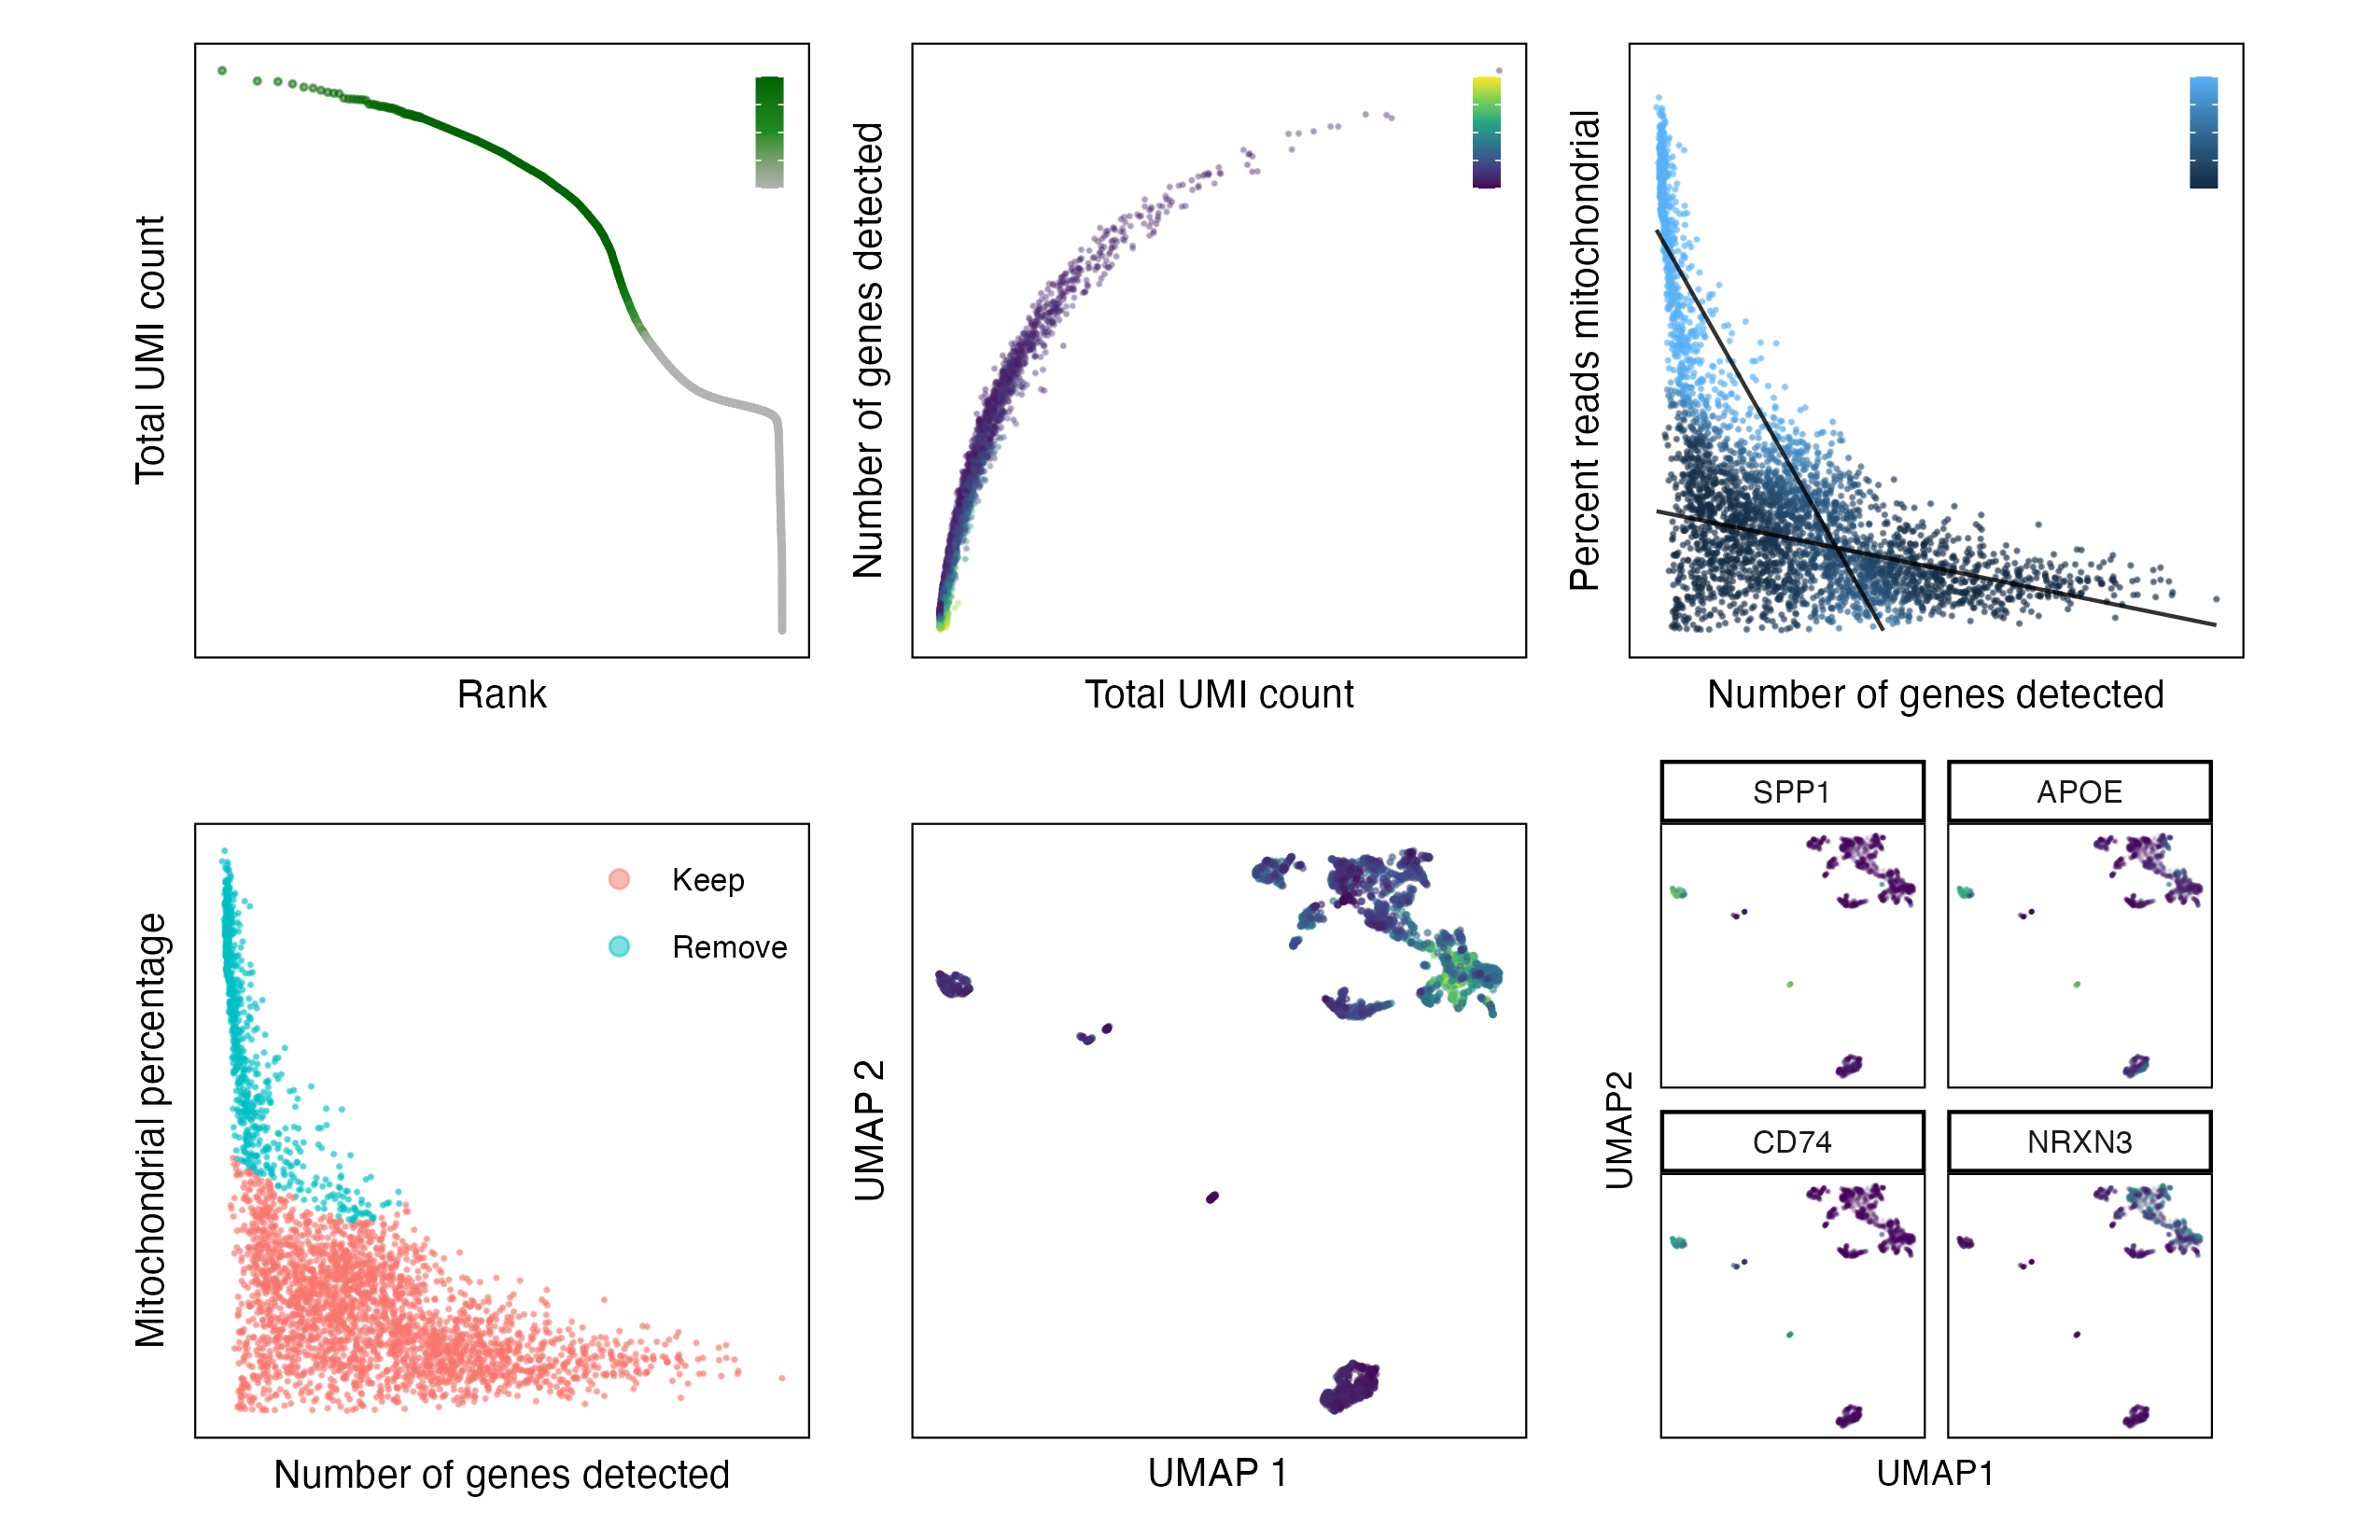 Total UMI count
Rank
Number of genes detected
Total UMI count
Percent reads mitochondrial
Number of genes detected
Mitochondrial percentage
Keep
Remove
Number of genes detected
UMAP 2
UMAP 1
SPP1
APOE
CD74
NRXN3
UMAP2
UMAP1